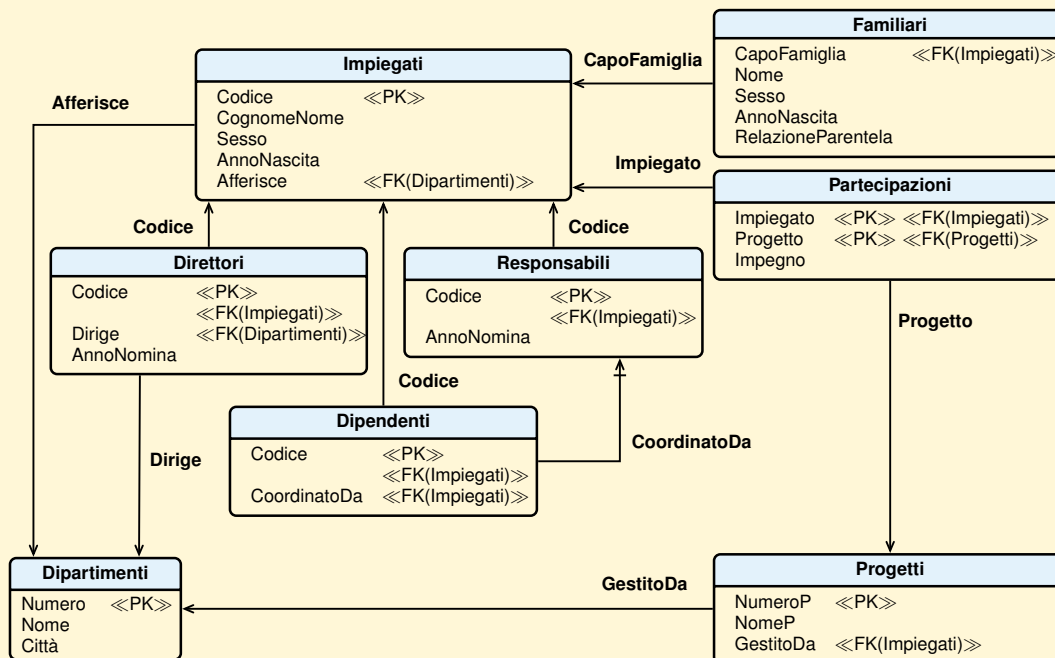 Familiari
CapoFamiglia ≪FK(Impiegati)≫
Nome
Sesso
AnnoNascita
RelazioneParentela
CapoFamiglia
Impiegati
Codice ≪PK≫
CognomeNome
Sesso
AnnoNascita
Afferisce ≪FK(Dipartimenti)≫
Afferisce
Impiegato
Partecipazioni
Impiegato ≪PK≫ ≪FK(Impiegati)≫
Progetto ≪PK≫ ≪FK(Progetti)≫
Impegno
Codice
Codice
Direttori
Codice ≪PK≫
≪FK(Impiegati)≫
Dirige ≪FK(Dipartimenti)≫
AnnoNomina
Responsabili
Codice ≪PK≫
≪FK(Impiegati)≫
AnnoNomina
Progetto
Codice
Dipendenti
Codice ≪PK≫
≪FK(Impiegati)≫
CoordinatoDa ≪FK(Impiegati)≫
CoordinatoDa
Dirige
Dipartimenti
Numero ≪PK≫
Nome
Città
GestitoDa
Progetti
NumeroP ≪PK≫
NomeP
GestitoDa ≪FK(Impiegati)≫